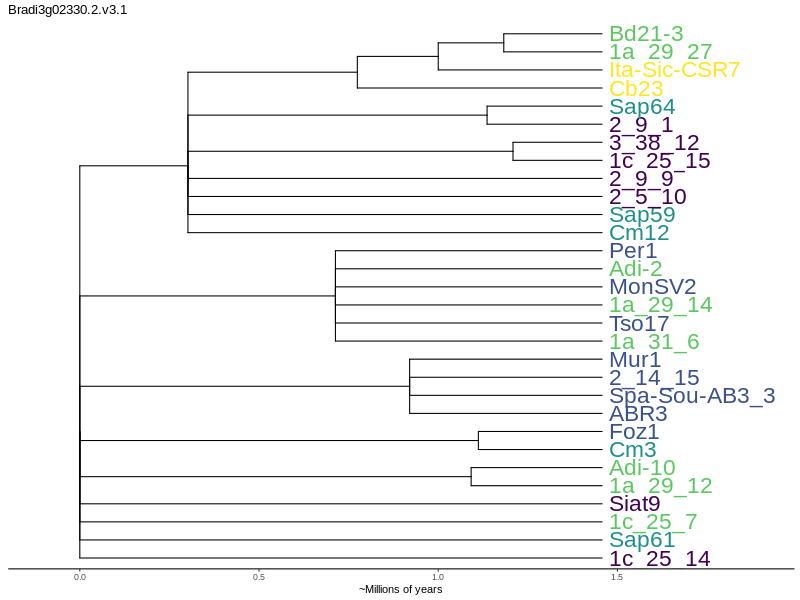 Bradi3g02330.2.v3.1
Bd21-3
1a_29_27
Ita-Sic-CSR7
Cb23
Sap64
2_9_1
3_38_12
1c_25_15
2_9_9
2_5_10
Sap59
Cm12
Per1
Adi-2
MonSV2
1a_29_14
Tso17
1a_31_6
Mur1
2_14_15
Spa-Sou-AB3_3
ABR3
Foz1
Cm3
Adi-10
1a_29_12
Siat9
1c_25_7
Sap61
1c_25_14
0.0 0.5 1.0 1.5
~Millions of years